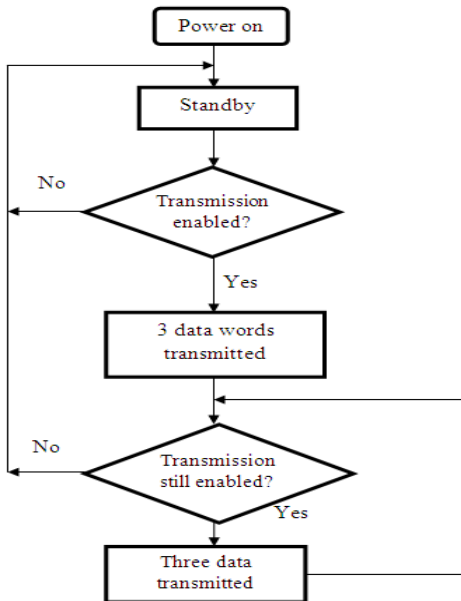 Power on
Standby
No
Transmission
enabled?
Yes
3 data words
transmitted
No
Transmission
still enabled?
Yes
Three data
transmitted